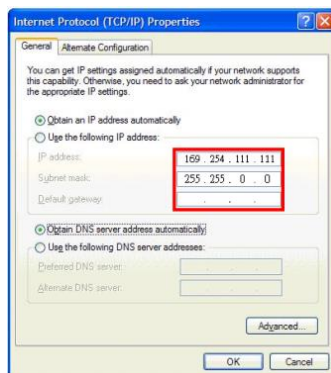 Internet Protocol (TCP/IP) Properties
General
Alternate Configuration
You can get IP settings assigned automatically if your network supports
this capability. Otherwise, you need to ask your network administrator for
the appropriate IP settings.
Obtain an IP address automatically
Use the following IP address:
IP address:
169 . 254 . 111 . 111
Subnet mask:
255 . 255 . 0 . 0
Default gateway:
. . .
Obtain DNS server address automatically
Use the following DNS server addresses:
Preferred DNS server:
. . .
Alternate DNS server:
. . .
Advanced...
OK
Cancel